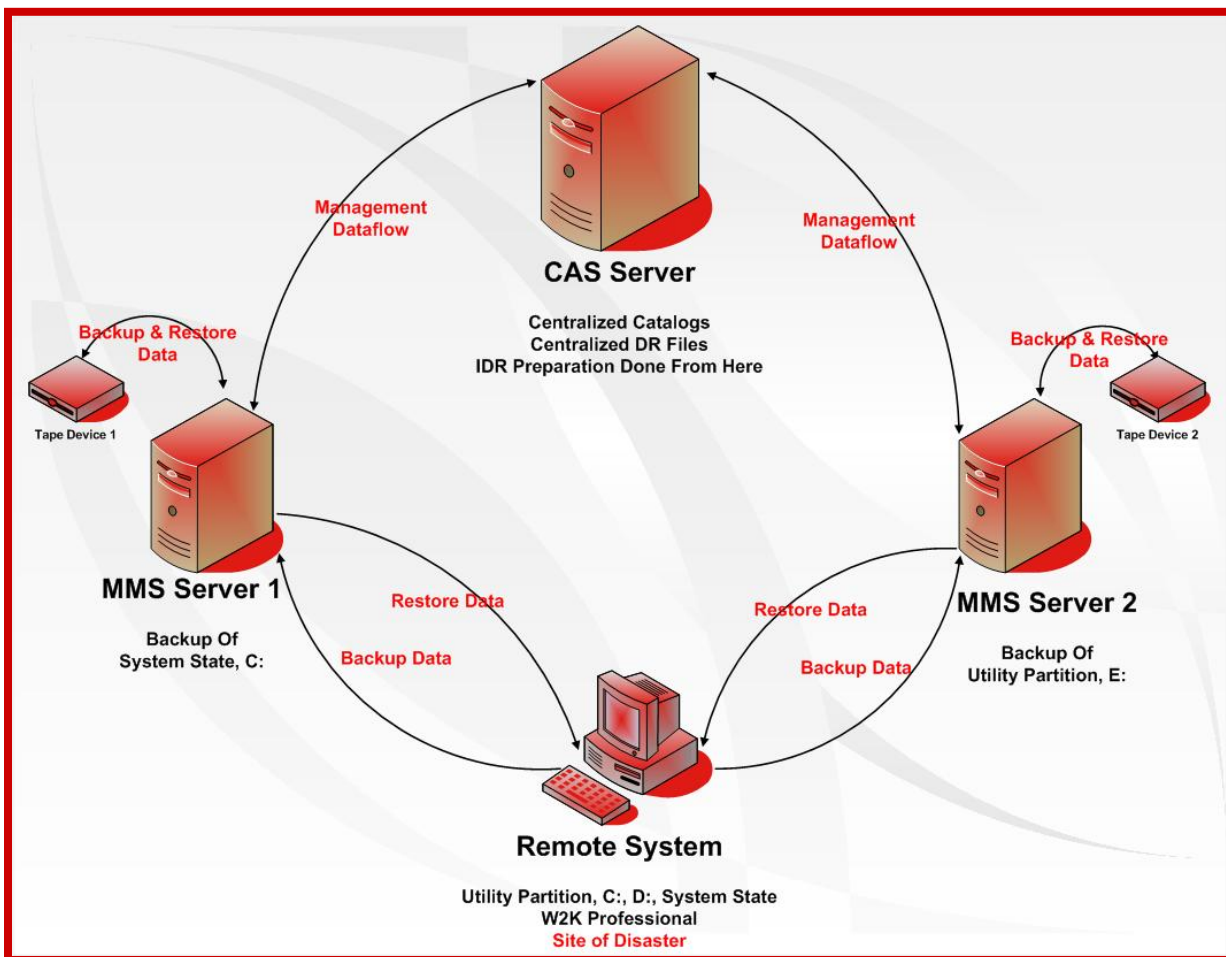 Management
Dataflow
Management
Dataflow
CAS Server
Centralized Catalogs
Centralized DR Files
IDR Preparation Done From Here
Backup & Restore
Data
Tape Device 1
Backup & Restore
Data
Tape Device 2
MMS Server 1
Backup Of
System State, C:
MMS Server 2
Backup Of
Utility Partition, E:
Restore Data
Backup Data
Restore Data
Backup Data
Remote System
Utility Partition, C:, D:, System State
W2K Professional
Site of Disaster